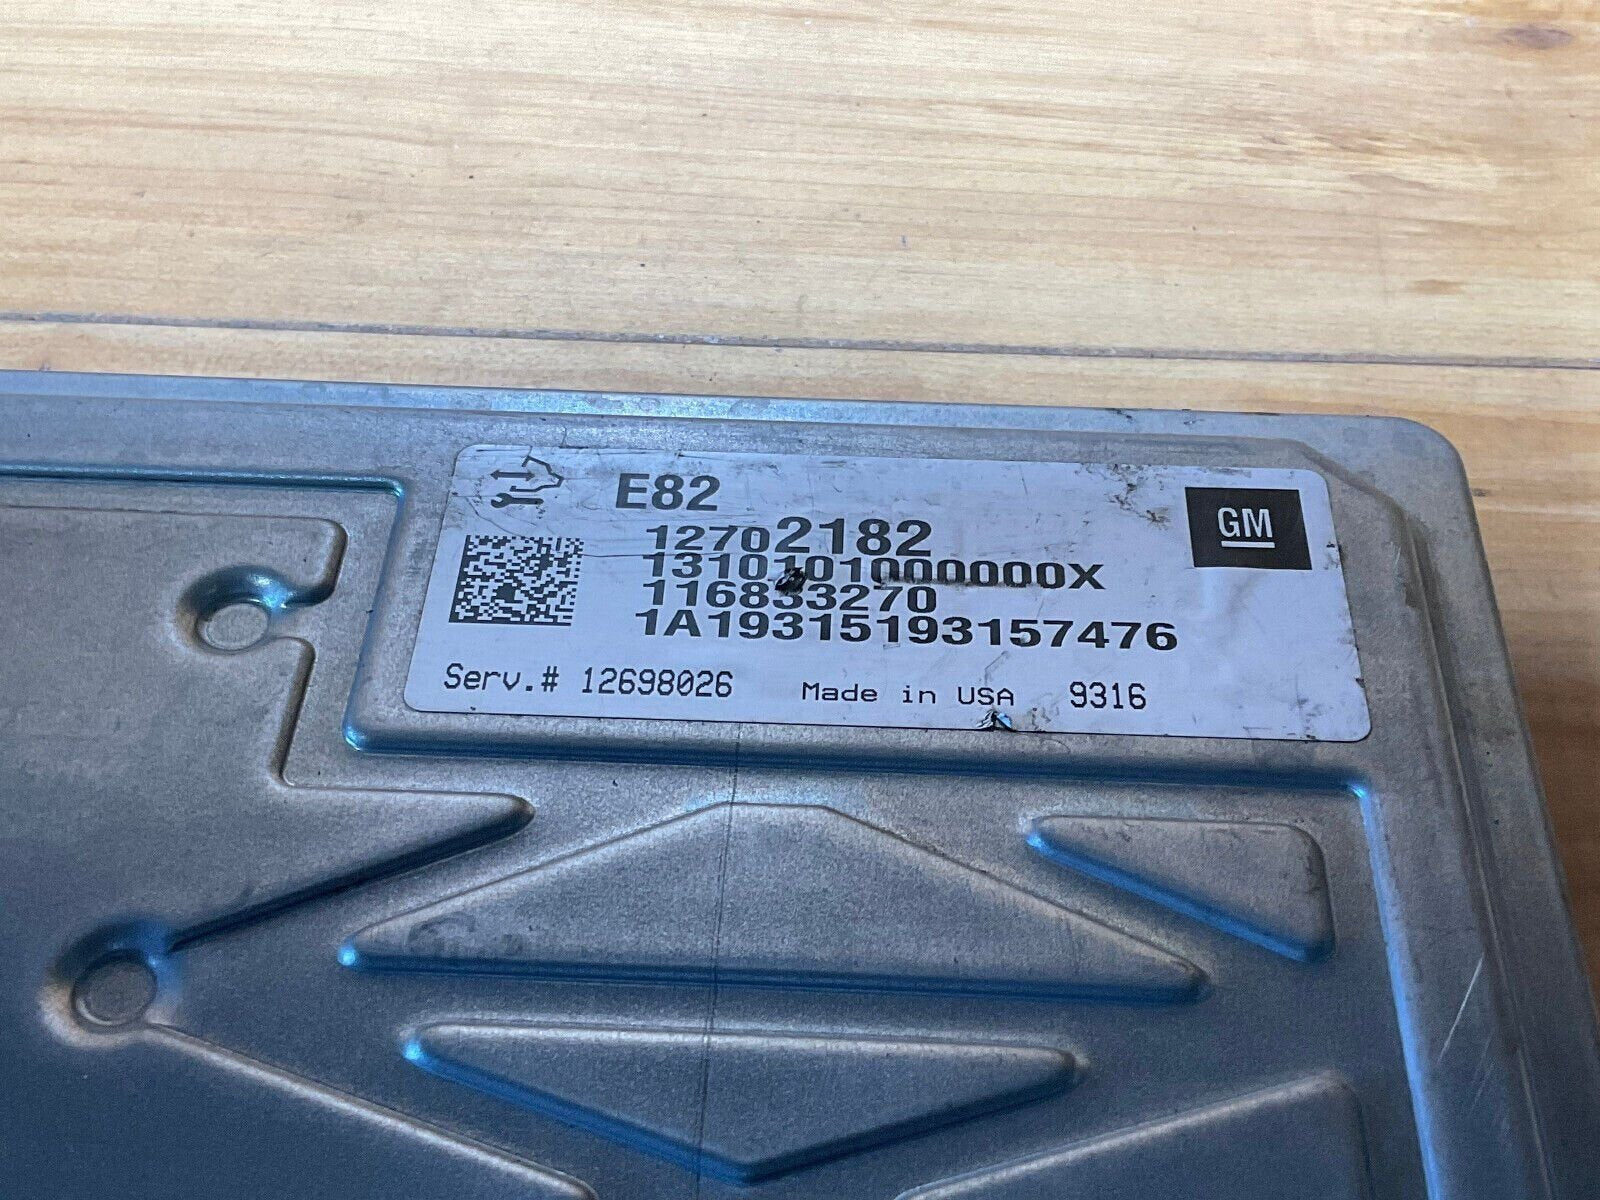 E82
GM
12702182
1310101000000X
116833270
1A19315193157476
Serv.# 12698026 Made in USA 9316